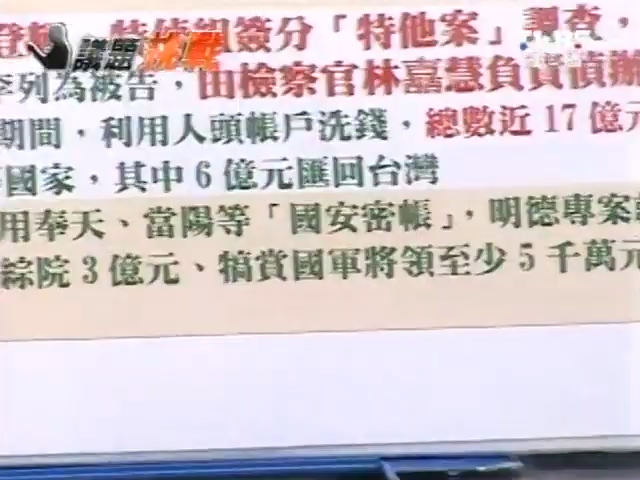 議題挑戰
特偵組簽分「特他案」調查，
列為被告，由檢察官林嘉慧負責偵辦
期間，利用人頭帳戶洗錢，總數近17億元
國家，其中6億元匯回台灣
用奉天、當陽等「國安密帳」，明德專案
綜院3億元、犒賞國軍將領至少5千萬元